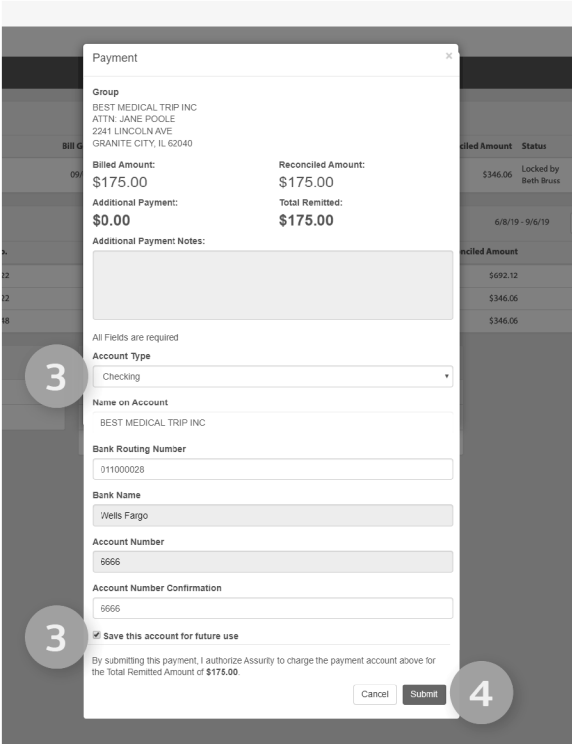 Payment ×
Group
BEST MEDICAL TRIP INC
ATTN: JANE POOLE
2241 LINCOLN AVE
GRANITE CITY, IL 62040
Bill G
ciled Amount Status
Billed Amount: Reconciled Amount:
09/
$175.00 $175.00
$346.06 Locked by
Beth Bruss
Additional Payment: Total Remitted:
$0.00 $175.00
6/8/19 - 9/6/19
Additional Payment Notes:
o.
nciled Amount
22
$692.12
22
$346.06
18
$346.06
All Fields are required
Account Type
3
Checking
Name on Account
BEST MEDICAL TRIP INC
Bank Routing Number
011000028
Bank Name
Wells Fargo
Account Number
6666
Account Number Confirmation
6666
3
Save this account for future use
By submitting this payment, I authorize Assurity to charge the payment account above for
the Total Remitted Amount of $175.00.
Cancel Submit
4